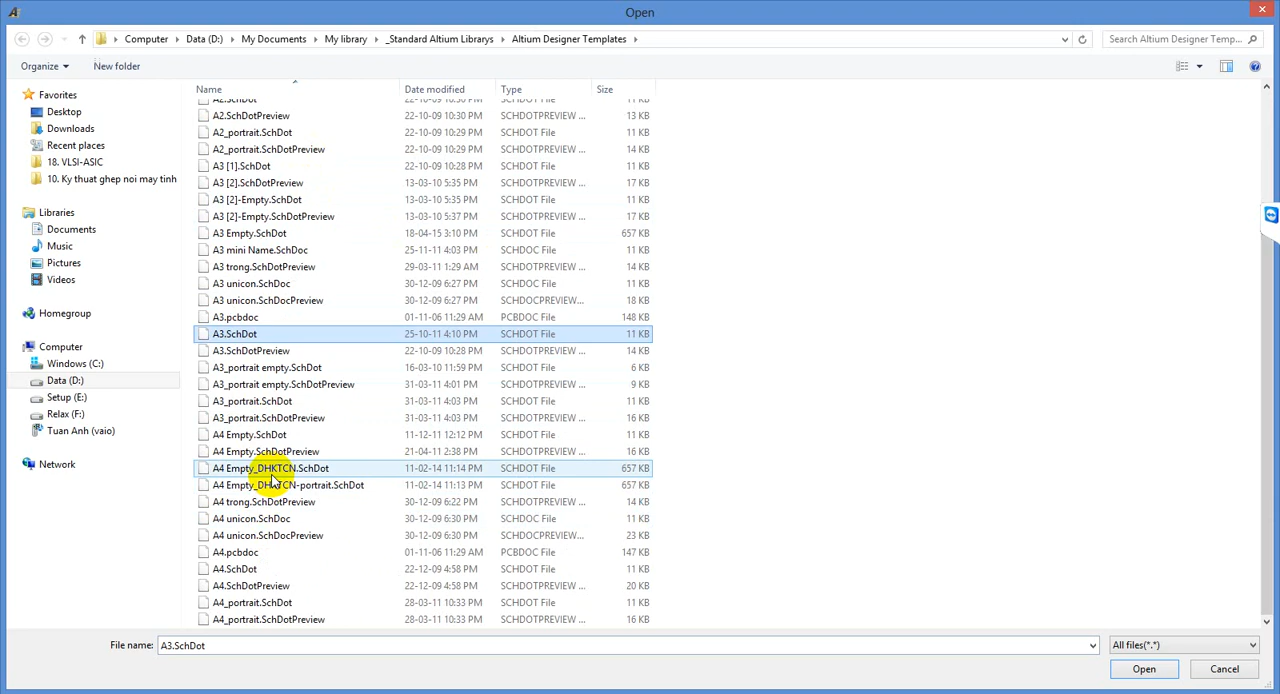 Open
Computer Data (D:) My Documents My library _Standard Altium Librarys Altium Designer Templates Search Altium Designer Temp...
Organize New folder
Favorites
Desktop
Downloads
Recent places
18. VLSI-ASIC
10. Ky thuat ghep noi may tinh
Libraries
Documents
Music
Pictures
Videos
Homegroup
Computer
Windows (C:)
Data (D:)
Setup (E:)
Relax (F:)
Tuan Anh (vaio)
Network
Name Date modified Type Size
A2.SchDot 22-10-09 10:30 PM SCHDOT File 11 KB
A2.SchDotPreview 22-10-09 10:30 PM SCHDOTPREVIEW ... 13 KB
A2_portrait.SchDot 22-10-09 10:29 PM SCHDOT File 11 KB
A2_portrait.SchDotPreview 22-10-09 10:29 PM SCHDOTPREVIEW ... 14 KB
A3 [1].SchDot 22-10-09 10:28 PM SCHDOT File 11 KB
A3 [2].SchDotPreview 13-03-10 5:35 PM SCHDOTPREVIEW ... 17 KB
A3 [2]-Empty.SchDot 13-03-10 5:35 PM SCHDOT File 11 KB
A3 [2]-Empty.SchDotPreview 13-03-10 5:37 PM SCHDOTPREVIEW ... 17 KB
A3 Empty.SchDot 18-04-15 3:10 PM SCHDOT File 657 KB
A3 mini Name.SchDoc 25-11-11 4:03 PM SCHDOC File 11 KB
A3 trong.SchDotPreview 29-03-11 1:29 AM SCHDOTPREVIEW ... 14 KB
A3 unicon.SchDoc 30-12-09 6:27 PM SCHDOC File 11 KB
A3 unicon.SchDocPreview 30-12-09 6:27 PM SCHDOCPREVIEW... 18 KB
A3.pcbdoc 01-11-06 11:29 AM PCBDOC File 148 KB
A3.SchDot 25-10-11 4:10 PM SCHDOT File 11 KB
A3.SchDotPreview 22-10-09 10:28 PM SCHDOTPREVIEW ... 14 KB
A3_portrait empty.SchDot 16-03-10 11:59 PM SCHDOT File 6 KB
A3_portrait empty.SchDotPreview 31-03-11 4:01 PM SCHDOTPREVIEW ... 9 KB
A3_portrait.SchDot 31-03-11 4:03 PM SCHDOT File 11 KB
A3_portrait.SchDotPreview 31-03-11 4:03 PM SCHDOTPREVIEW ... 16 KB
A4 Empty.SchDot 11-12-11 12:12 PM SCHDOT File 11 KB
A4 Empty.SchDotPreview 21-04-11 2:38 PM SCHDOTPREVIEW ... 16 KB
A4 Empty_DHKTCN.SchDot 11-02-14 11:14 PM SCHDOT File 657 KB
A4 Empty_DHKTCN-portrait.SchDot 11-02-14 11:13 PM SCHDOT File 657 KB
A4 trong.SchDotPreview 30-12-09 6:22 PM SCHDOTPREVIEW ... 14 KB
A4 unicon.SchDoc 30-12-09 6:30 PM SCHDOC File 11 KB
A4 unicon.SchDocPreview 30-12-09 6:30 PM SCHDOCPREVIEW... 23 KB
A4.pcbdoc 01-11-06 11:29 AM PCBDOC File 147 KB
A4.SchDot 22-12-09 4:58 PM SCHDOT File 11 KB
A4.SchDotPreview 22-12-09 4:58 PM SCHDOTPREVIEW ... 20 KB
A4_portrait.SchDot 28-03-11 10:33 PM SCHDOT File 11 KB
A4_portrait.SchDotPreview 28-03-11 10:33 PM SCHDOTPREVIEW ... 16 KB
File name: A3.SchDot All files(*.*)
Open Cancel